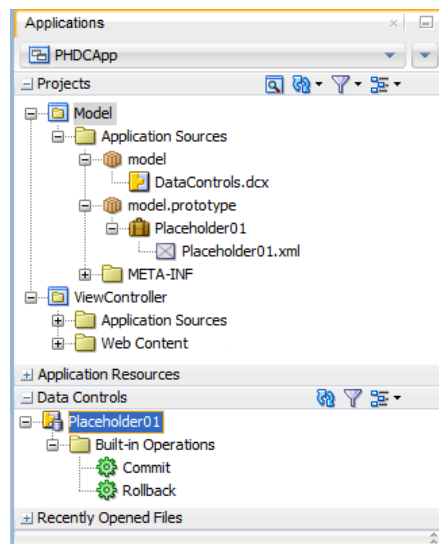 Applications
PHDCApp
Projects
Model
Application Sources
model
DataControls.dcx
model.prototype
Placeholder01
Placeholder01.xml
META-INF
ViewController
Application Sources
Web Content
Application Resources
Data Controls
Placeholder01
Built-in Operations
Commit
Rollback
Recently Opened Files